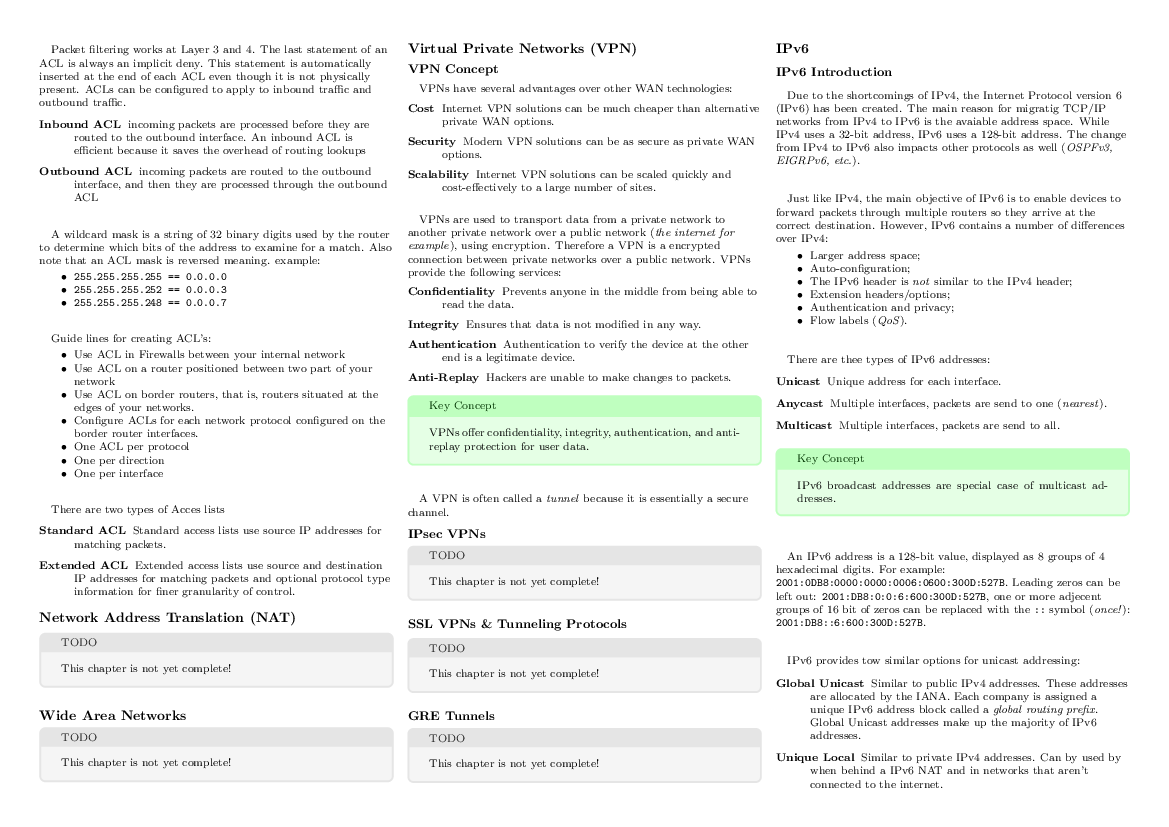 Packet filtering works at Layer 3 and 4. The last statement of an
ACL is always an implicit deny. This statement is automatically
inserted at the end of each ACL even though it is not physically
present. ACLs can be configured to apply to inbound traffic and
outbound traffic.
Inbound ACL incoming packets are processed before they are
routed to the outbound interface. An inbound ACL is
efficient because it saves the overhead of routing lookups
Outbound ACL incoming packets are routed to the outbound
interface, and then they are processed through the outbound
ACL
A wildcard mask is a string of 32 binary digits used by the router
to determine which bits of the address to examine for a match. Also
note that an ACL mask is reversed meaning. example:
• 255.255.255.255 == 0.0.0.0
• 255.255.255.252 == 0.0.0.3
• 255.255.255.248 == 0.0.0.7
Guide lines for creating ACL's:
• Use ACL in Firewalls between your internal network
• Use ACL on a router positioned between two part of your
network
• Use ACL on border routers, that is, routers situated at the
edges of your networks.
• Configure ACLs for each network protocol configured on the
border router interfaces.
• One ACL per protocol
• One per direction
• One per interface
There are two types of Acces lists
Standard ACL Standard access lists use source IP addresses for
matching packets.
Extended ACL Extended access lists use source and destination
IP addresses for matching packets and optional protocol type
information for finer granularity of control.
Network Address Translation (NAT)
TODO
This chapter is not yet complete!
Wide Area Networks
TODO
This chapter is not yet complete!
Virtual Private Networks (VPN)
VPN Concept
VPNs have several advantages over other WAN technologies:
Cost Internet VPN solutions can be much cheaper than alternative
private WAN options.
Security Modern VPN solutions can be as secure as private WAN
options.
Scalability Internet VPN solutions can be scaled quickly and
cost-effectively to a large number of sites.
VPNs are used to transport data from a private network to
another private network over a public network (the internet for
example), using encryption. Therefore a VPN is a encrypted
connection between private networks over a public network. VPNs
provide the following services:
Confidentiality Prevents anyone in the middle from being able to
read the data.
Integrity Ensures that data is not modified in any way.
Authentication Authentication to verify the device at the other
end is a legitimate device.
Anti-Replay Hackers are unable to make changes to packets.
Key Concept
VPNs offer confidentiality, integrity, authentication, and anti-
replay protection for user data.
A VPN is often called a tunnel because it is essentially a secure
channel.
IPsec VPNs
TODO
This chapter is not yet complete!
SSL VPNs & Tunneling Protocols
TODO
This chapter is not yet complete!
GRE Tunnels
TODO
This chapter is not yet complete!
IPv6
IPv6 Introduction
Due to the shortcomings of IPv4, the Internet Protocol version 6
(IPv6) has been created. The main reason for migratig TCP/IP
networks from IPv4 to IPv6 is the avaiable address space. While
IPv4 uses a 32-bit address, IPv6 uses a 128-bit address. The change
from IPv4 to IPv6 also impacts other protocols as well (OSPFv3,
EIGRPv6, etc.).
Just like IPv4, the main objective of IPv6 is to enable devices to
forward packets through multiple routers so they arrive at the
correct destination. However, IPv6 contains a number of differences
over IPv4:
• Larger address space;
• Auto-configuration;
• The IPv6 header is not similar to the IPv4 header;
• Extension headers/options;
• Authentication and privacy;
• Flow labels (QoS).
There are thee types of IPv6 addresses:
Unicast Unique address for each interface.
Anycast Multiple interfaces, packets are send to one (nearest).
Multicast Multiple interfaces, packets are send to all.
Key Concept
IPv6 broadcast addresses are special case of multicast ad-
dresses.
An IPv6 address is a 128-bit value, displayed as 8 groups of 4
hexadecimal digits. For example:
2001:0DB8:0000:0000:0006:0600:300D:527B. Leading zeros can be
left out: 2001:DB8:0:0:6:600:300D:527B, one or more adjecent
groups of 16 bit of zeros can be replaced with the :: symbol (once!):
2001:DB8::6:600:300D:527B.
IPv6 provides tow similar options for unicast addressing:
Global Unicast Similar to public IPv4 addresses. These addresses
are allocated by the IANA. Each company is assigned a
unique IPv6 address block called a global routing prefix.
Global Unicast addresses make up the majority of IPv6
addresses.
Unique Local Similar to private IPv4 addresses. Can by used by
when behind a IPv6 NAT and in networks that aren't
connected to the internet.